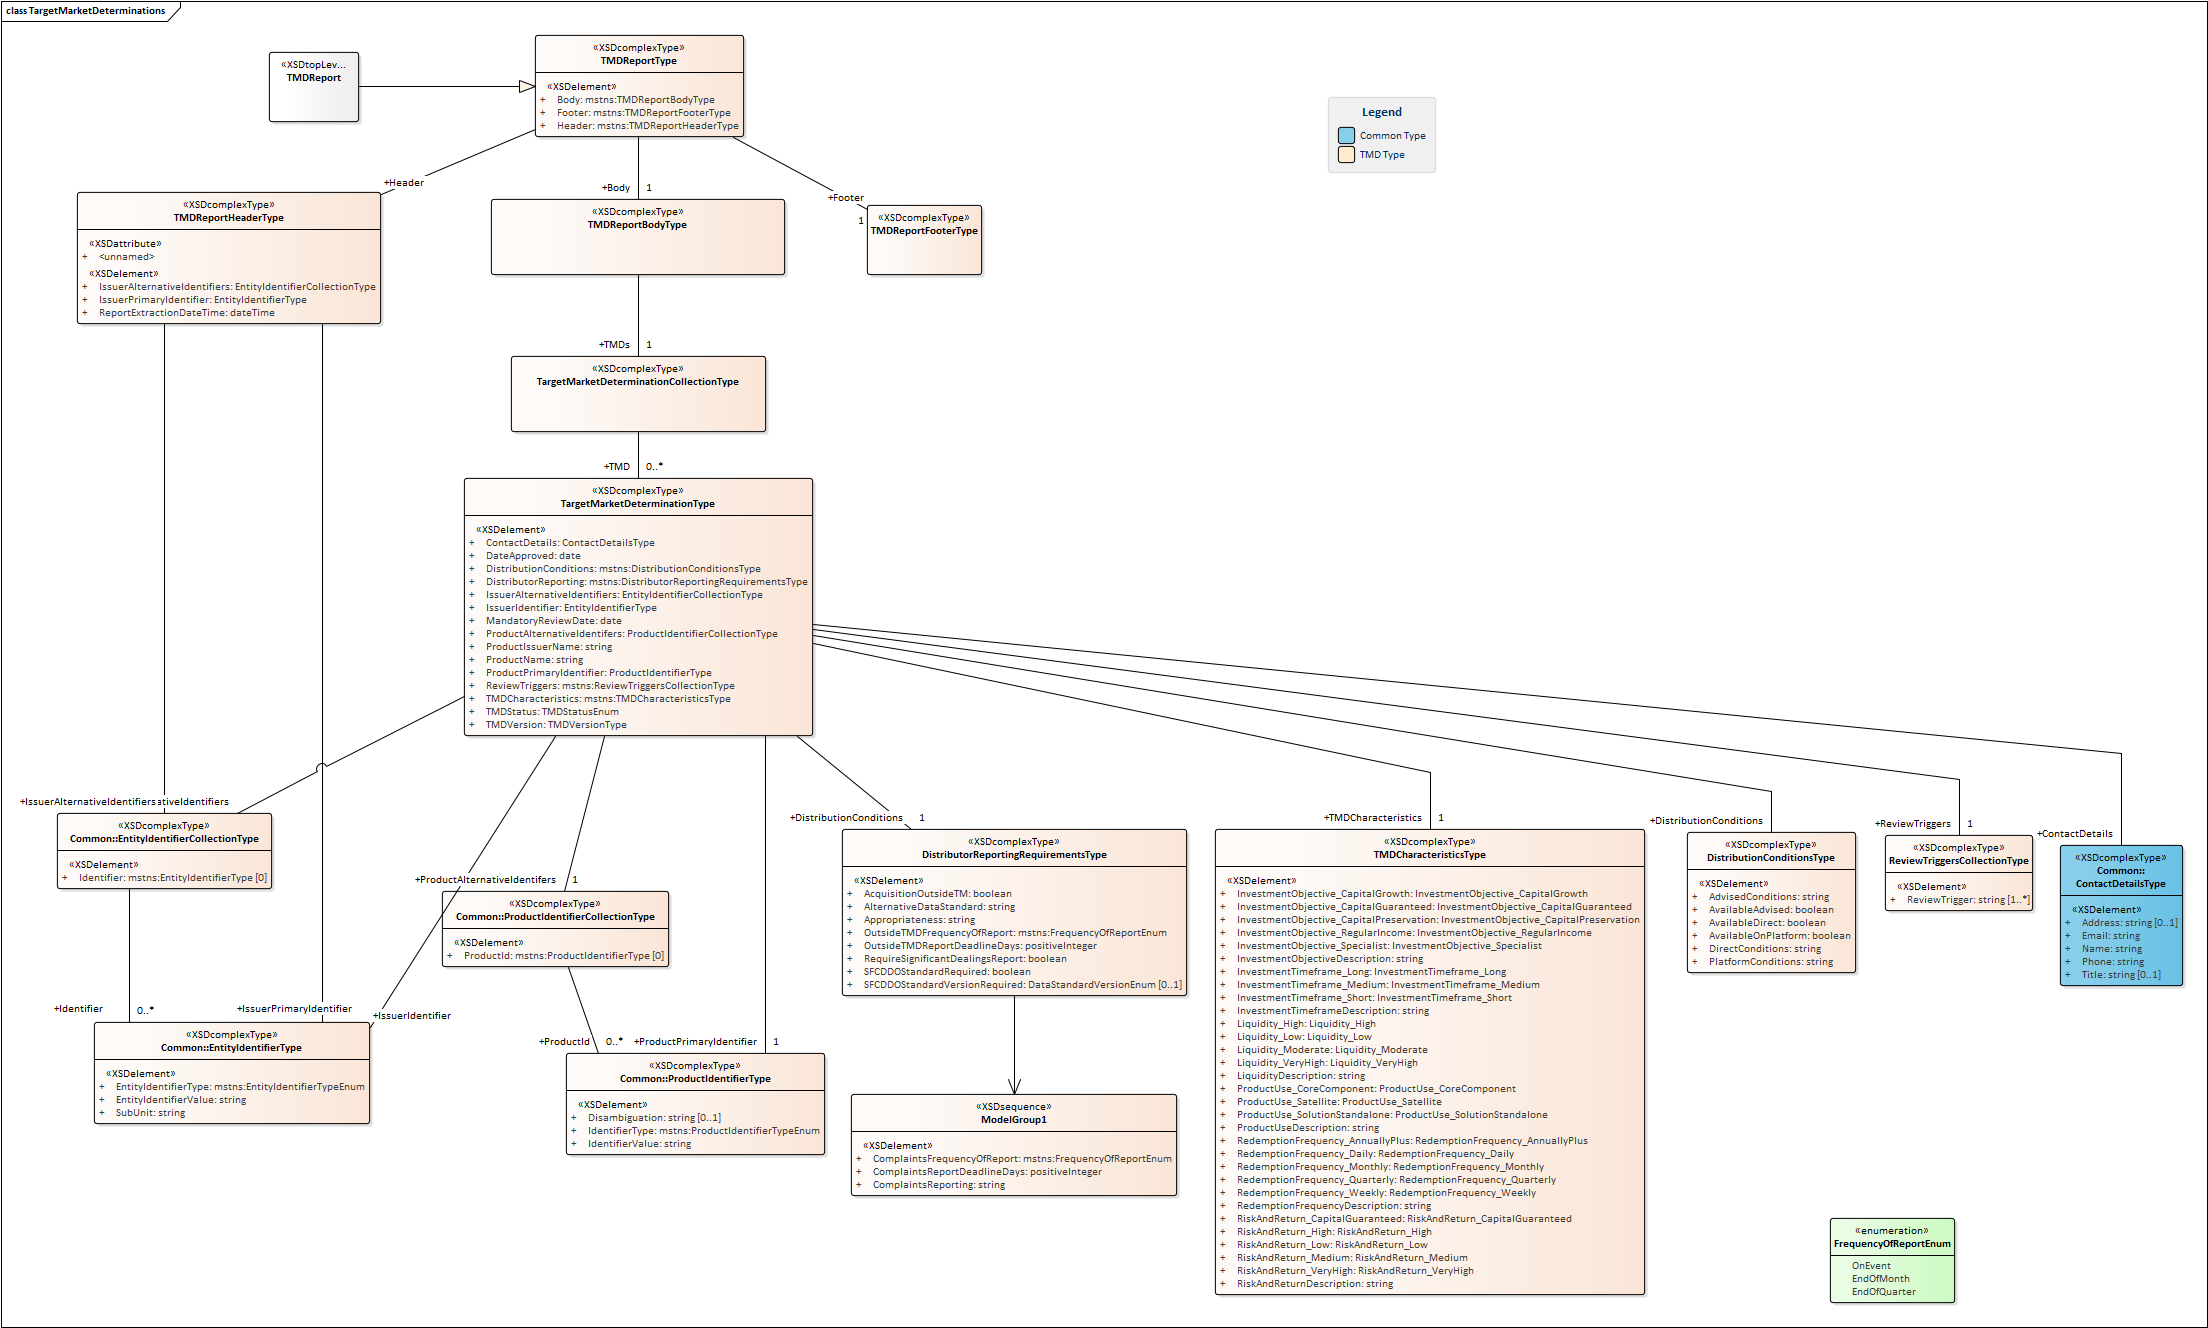 class TargetMarketDeterminations
«XSDtopLev...
TMDReport
«XSDcomplexType»
TMDReportType
«XSDelement»
+ Body: mstns:TMDReportBodyType
+ Footer: mstns:TMDReportFooterType
+ Header: mstns:TMDReportHeaderType
Legend
Common Type
TMD Type
+Header
+Body 1
+Footer
1
«XSDcomplexType»
TMDReportHeaderType
«XSDattribute»
+ <unnamed>
«XSDelement»
+ IssuerAlternativeIdentifiers: EntityIdentifierCollectionType
+ IssuerPrimaryIdentifier: EntityIdentifierType
+ ReportExtractionDateTime: dateTime
«XSDcomplexType»
TMDReportBodyType
«XSDcomplexType»
TMDReportFooterType
+TMDs 1
«XSDcomplexType»
TargetMarketDeterminationCollectionType
+TMD 0..*
«XSDcomplexType»
TargetMarketDeterminationType
«XSDelement»
+ ContactDetails: ContactDetailsType
+ DateApproved: date
+ DistributionConditions: mstns:DistributionConditionsType
+ DistributorReporting: mstns:DistributorReportingRequirementsType
+ IssuerAlternativeIdentifiers: EntityIdentifierCollectionType
+ IssuerIdentifier: EntityIdentifierType
+ MandatoryReviewDate: date
+ ProductAlternativeIdentifers: ProductIdentifierCollectionType
+ ProductIssuerName: string
+ ProductName: string
+ ProductPrimaryIdentifier: ProductIdentifierType
+ ReviewTriggers: mstns:ReviewTriggersCollectionType
+ TMDCharacteristics: mstns:TMDCharacteristicsType
+ TMDStatus: TMDStatusEnum
+ TMDVersion: TMDVersionType
+IssuerAlternativeIdentifiers
«XSDcomplexType»
Common::EntityIdentifierCollectionType
«XSDelement»
+ Identifier: mstns:EntityIdentifierType [0]
+Identifier 0..*
+IssuerPrimaryIdentifier
+IssuerIdentifier
«XSDcomplexType»
Common::EntityIdentifierType
«XSDelement»
+ EntityIdentifierType: mstns:EntityIdentifierTypeEnum
+ EntityIdentifierValue: string
+ SubUnit: string
+ProductAlternativeIdentifers 1
«XSDcomplexType»
Common::ProductIdentifierCollectionType
«XSDelement»
+ ProductId: mstns:ProductIdentifierType [0]
+ProductId 0..*
+ProductPrimaryIdentifier 1
«XSDcomplexType»
Common::ProductIdentifierType
«XSDelement»
+ Disambiguation: string [0..1]
+ IdentifierType: mstns:ProductIdentifierTypeEnum
+ IdentifierValue: string
+DistributionConditions 1
«XSDcomplexType»
DistributorReportingRequirementsType
«XSDelement»
+ AcquisitionOutsideTM: boolean
+ AlternativeDataStandard: string
+ Appropriateness: string
+ OutsideTMDFrequencyOfReport: mstns:FrequencyOfReportEnum
+ OutsideTMDReportDeadlineDays: positiveInteger
+ RequireSignificantDealingsReport: boolean
+ SFCDDOStandardRequired: boolean
+ SFCDDOStandardVersionRequired: DataStandardVersionEnum [0..1]
«XSDsequence»
ModelGroup1
«XSDelement»
+ ComplaintsFrequencyOfReport: mstns:FrequencyOfReportEnum
+ ComplaintsReportDeadlineDays: positiveInteger
+ ComplaintsReporting: string
+TMDCharacteristics 1
«XSDcomplexType»
TMDCharacteristicsType
«XSDelement»
+ InvestmentObjective_CapitalGrowth: InvestmentObjective_CapitalGrowth
+ InvestmentObjective_CapitalGuaranteed: InvestmentObjective_CapitalGuaranteed
+ InvestmentObjective_CapitalPreservation: InvestmentObjective_CapitalPreservation
+ InvestmentObjective_RegularIncome: InvestmentObjective_RegularIncome
+ InvestmentObjective_Specialist: InvestmentObjective_Specialist
+ InvestmentObjectiveDescription: string
+ InvestmentTimeframe_Long: InvestmentTimeframe_Long
+ InvestmentTimeframe_Medium: InvestmentTimeframe_Medium
+ InvestmentTimeframe_Short: InvestmentTimeframe_Short
+ InvestmentTimeframeDescription: string
+ Liquidity_High: Liquidity_High
+ Liquidity_Low: Liquidity_Low
+ Liquidity_Moderate: Liquidity_Moderate
+ Liquidity_VeryHigh: Liquidity_VeryHigh
+ LiquidityDescription: string
+ ProductUse_CoreComponent: ProductUse_CoreComponent
+ ProductUse_Satellite: ProductUse_Satellite
+ ProductUse_SolutionStandalone: ProductUse_SolutionStandalone
+ ProductUseDescription: string
+ RedemptionFrequency_AnnuallyPlus: RedemptionFrequency_AnnuallyPlus
+ RedemptionFrequency_Daily: RedemptionFrequency_Daily
+ RedemptionFrequency_Monthly: RedemptionFrequency_Monthly
+ RedemptionFrequency_Quarterly: RedemptionFrequency_Quarterly
+ RedemptionFrequency_Weekly: RedemptionFrequency_Weekly
+ RedemptionFrequencyDescription: string
+ RiskAndReturn_CapitalGuaranteed: RiskAndReturn_CapitalGuaranteed
+ RiskAndReturn_High: RiskAndReturn_High
+ RiskAndReturn_Low: RiskAndReturn_Low
+ RiskAndReturn_Medium: RiskAndReturn_Medium
+ RiskAndReturn_VeryHigh: RiskAndReturn_VeryHigh
+ RiskAndReturnDescription: string
+DistributionConditions
«XSDcomplexType»
DistributionConditionsType
«XSDelement»
+ AdvisedConditions: string
+ AvailableAdvised: boolean
+ AvailableDirect: boolean
+ AvailableOnPlatform: boolean
+ DirectConditions: string
+ PlatformConditions: string
+ReviewTriggers 1
«XSDcomplexType»
ReviewTriggersCollectionType
«XSDelement»
+ ReviewTrigger: string [1..*]
+ContactDetails
«XSDcomplexType»
Common::
ContactDetailsType
«XSDelement»
+ Address: string [0..1]
+ Email: string
+ Name: string
+ Phone: string
+ Title: string [0..1]
«enumeration»
FrequencyOfReportEnum
OnEvent
EndOfMonth
EndOfQuarter